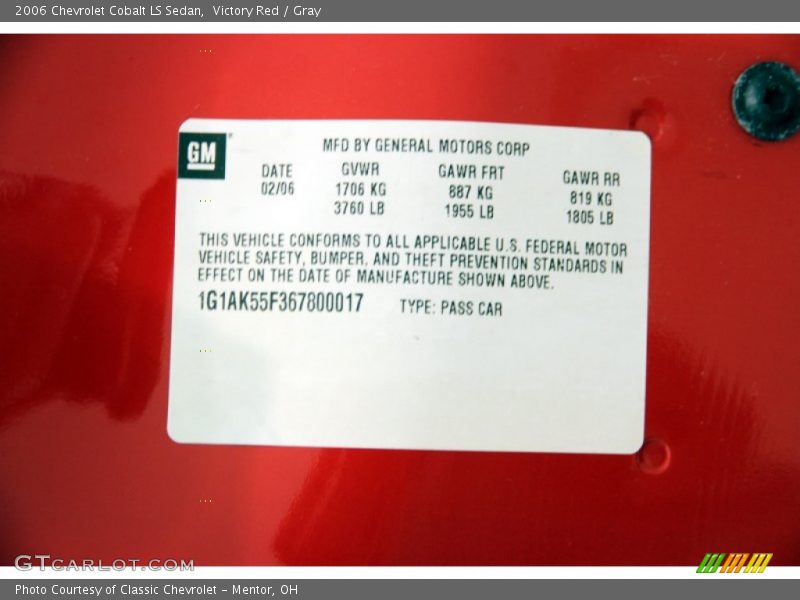 2006 Chevrolet Cobalt LS Sedan,  Victory Red / Gray
GM
MFD BY GENERAL MOTORS CORP
DATE GVWR GAWR FRT GAWR RR
02/06 1706 KG 887 KG 819 KG
3760 LB 1955 LB 1805 LB
THIS VEHICLE CONFORMS TO ALL APPLICABLE U.S. FEDERAL MOTOR
VEHICLE SAFETY, BUMPER, AND THEFT PREVENTION STANDARDS IN
EFFECT ON THE DATE OF MANUFACTURE SHOWN ABOVE.
1G1AK55F367800017 TYPE: PASS CAR
GTCARLOT.COM
Photo Courtesy of Classic Chevrolet - Mentor, OH